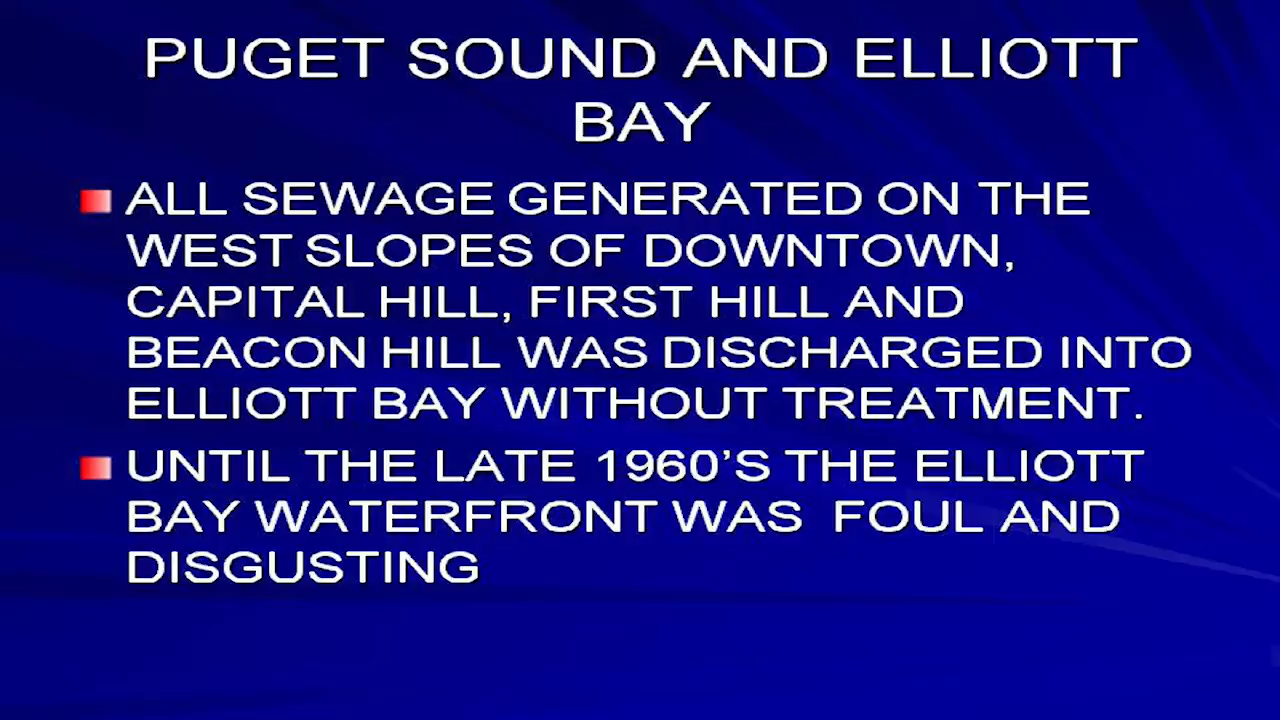 PUGET SOUND AND ELLIOTT
BAY
ALL SEWAGE GENERATED ON THE
WEST SLOPES OF DOWNTOWN,
CAPITAL HILL, FIRST HILL AND
BEACON HILL WAS DISCHARGED INTO
ELLIOTT BAY WITHOUT TREATMENT.
UNTIL THE LATE 1960’S THE ELLIOTT
BAY WATERFRONT WAS  FOUL AND
DISGUSTING